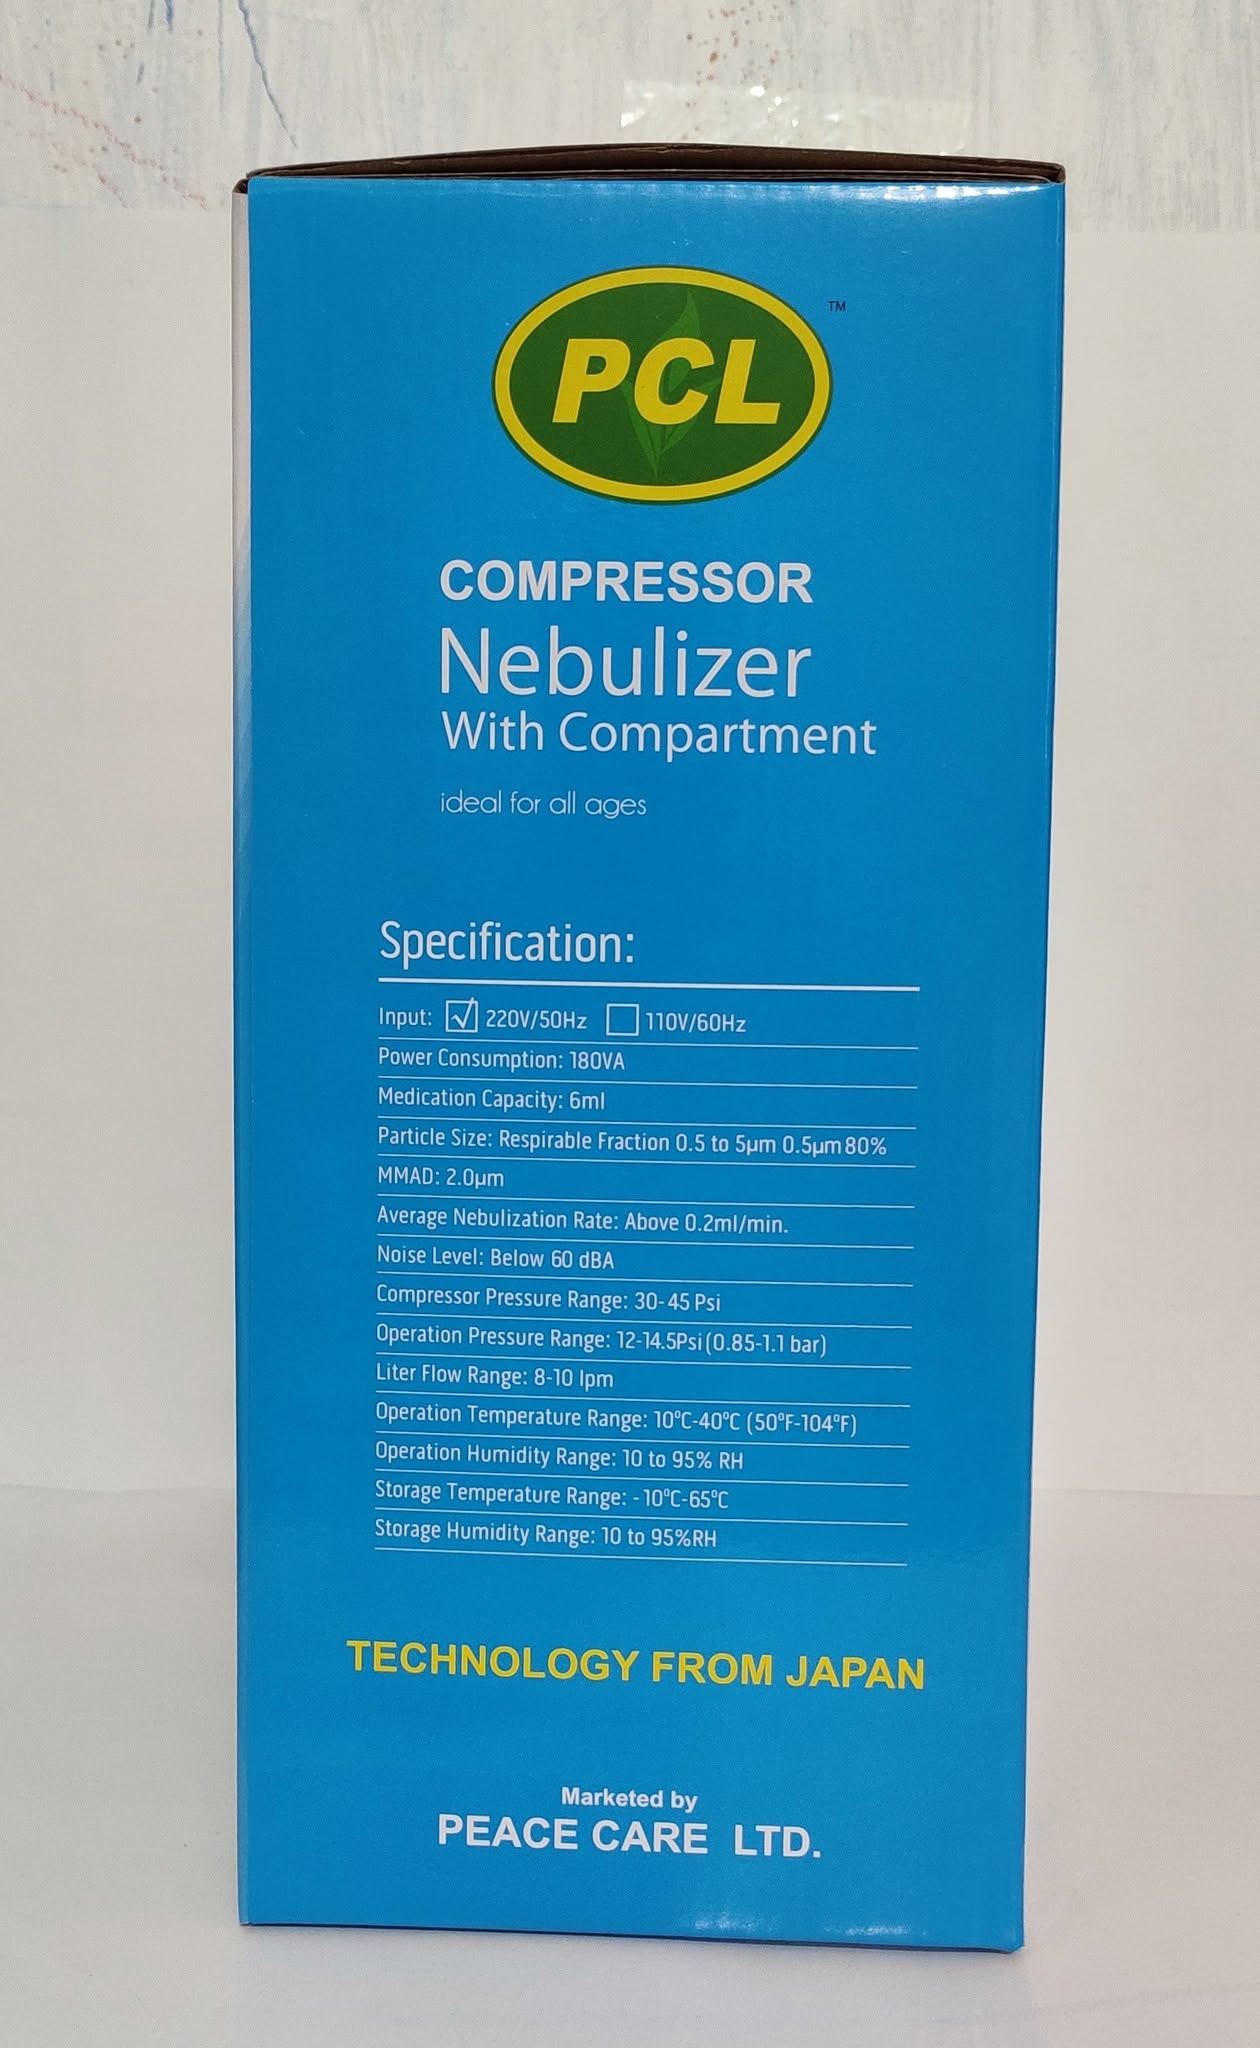 PCL
TM
COMPRESSOR
Nebulizer
With Compartment
ideal for all ages
Specification:
Input: 220V/50Hz 110V/60Hz
Power Consumption: 180VA
Medication Capacity: 6ml
Particle Size: Respirable Fraction 0.5 to 5µm 0.5µm 80%
MMAD: 2.0µm
Average Nebulization Rate: Above 0.2ml/min.
Noise Level: Below 60 dBA
Compressor Pressure Range: 30-45 Psi
Operation Pressure Range: 12-14.5Psi (0.85-1.1 bar)
Liter Flow Range: 8-10 lpm
Operation Temperature Range: 10°C-40°C (50°F-104°F)
Operation Humidity Range: 10 to 95% RH
Storage Temperature Range: -10°C-65°C
Storage Humidity Range: 10 to 95%RH
TECHNOLOGY FROM JAPAN
Marketed by
PEACE CARE LTD.